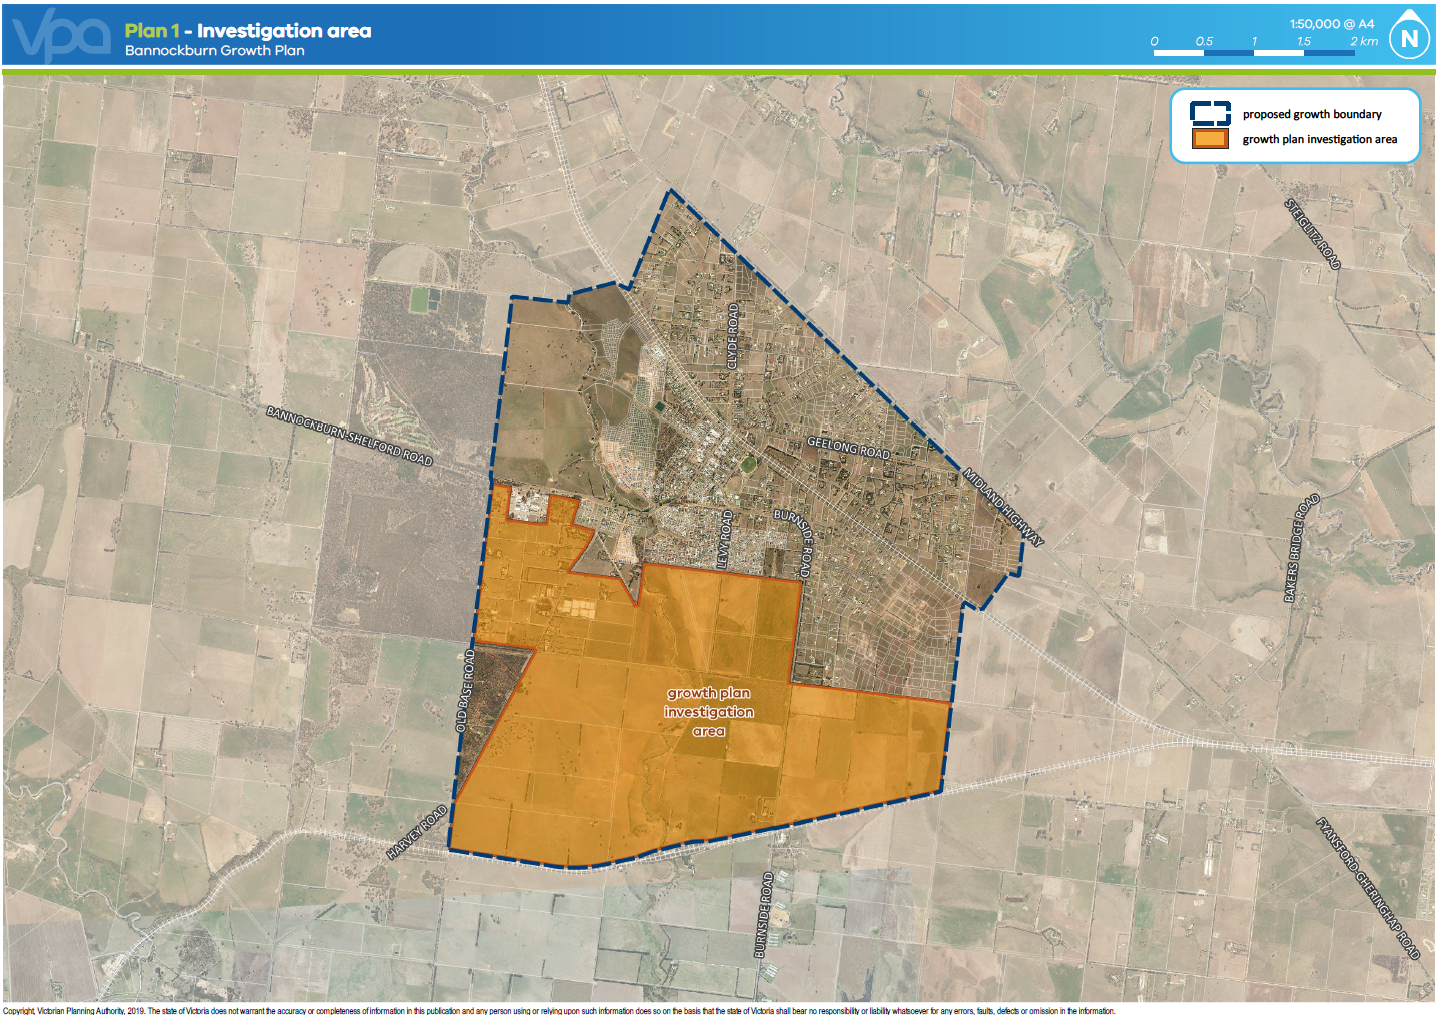 vpa
Plan 1 - Investigation area
Bannockburn Growth Plan
1:50,000 @ A4
0 0.5 1 1.5 2 km
N
proposed growth boundary
growth plan investigation area
STEIGLITZ ROAD
CLYDE ROAD
BANNOCKBURN-SHELFORD ROAD
GEELONG ROAD
MIDLAND HIGHWAY
LEVY ROAD
BURNSIDE ROAD
BAKERS BRIDGE ROAD
OLD BASE ROAD
growth plan
investigation
area
HARVEY ROAD
BURNSIDE ROAD
FYANSFORD-GHERINGHAP ROAD
Copyright, Victorian Planning Authority, 2019. The state of Victoria does not warrant the accuracy or completeness of information in this publication and any person using or relying upon such information does so on the basis that the state of Victoria shall bear no responsibility or liability whatsoever for any errors, faults, defects or omission in the information.